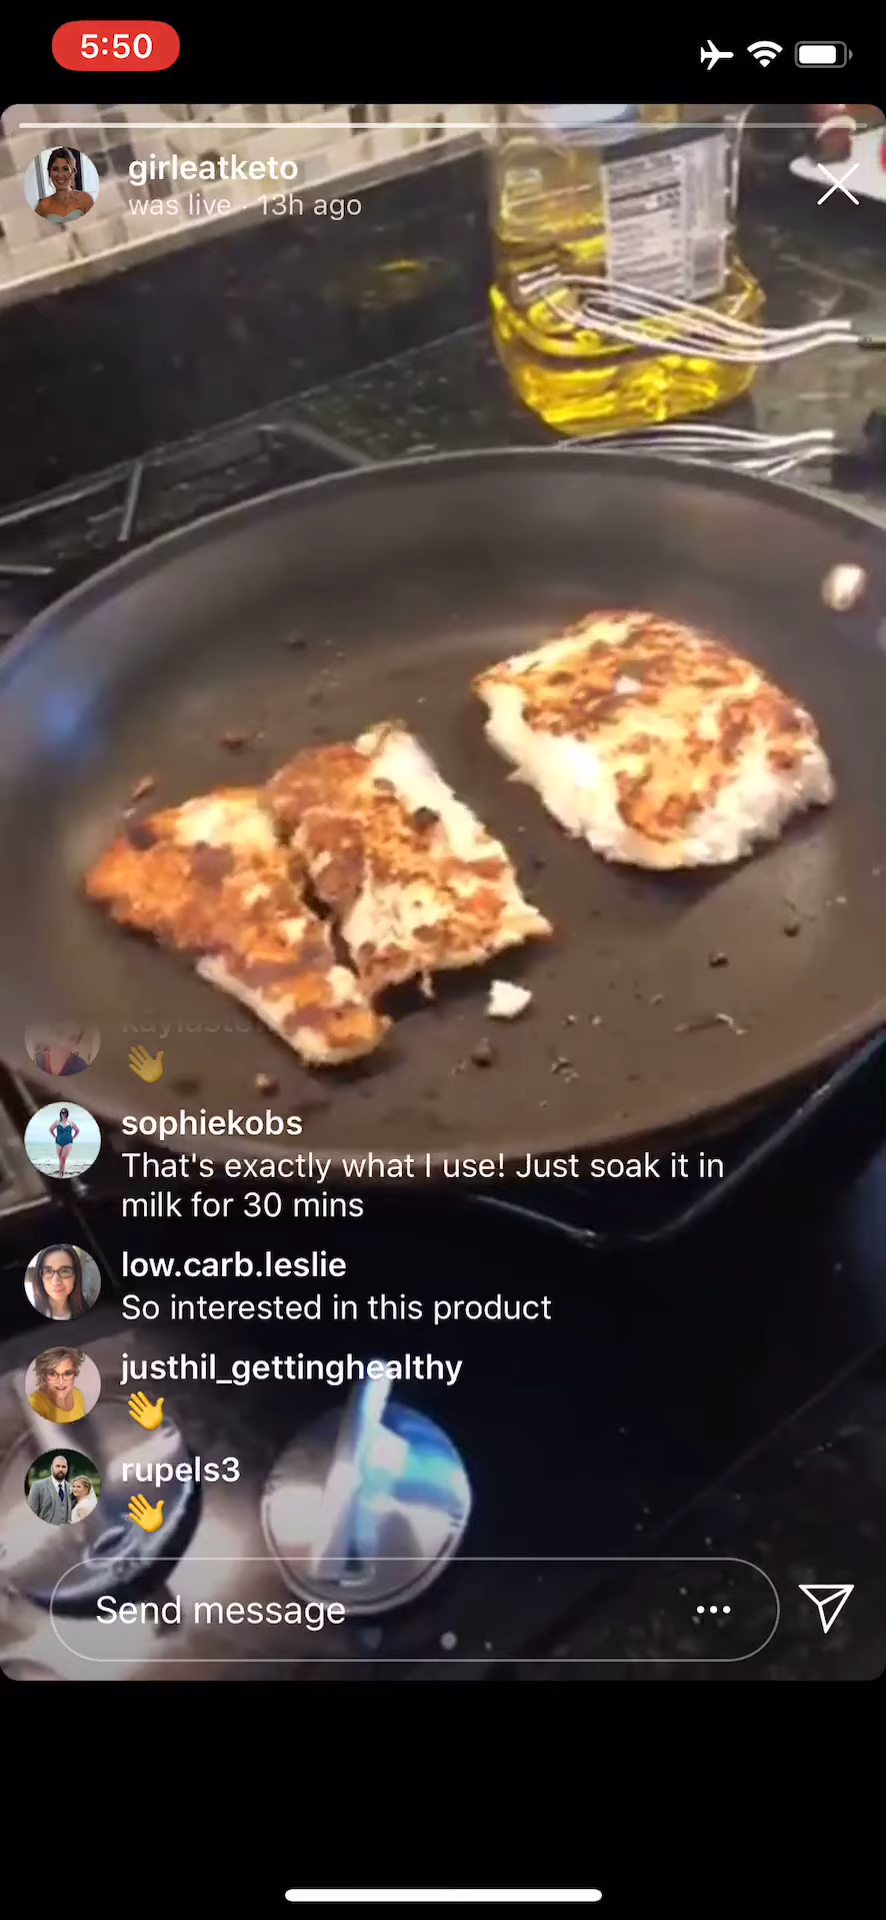 5:50
girleatketo
was live · 13h ago
sophiekobs
That's exactly what I use! Just soak it in
milk for 30 mins
low.carb.leslie
So interested in this product
justhil_gettinghealthy
👋
rupels3
👋
Send message